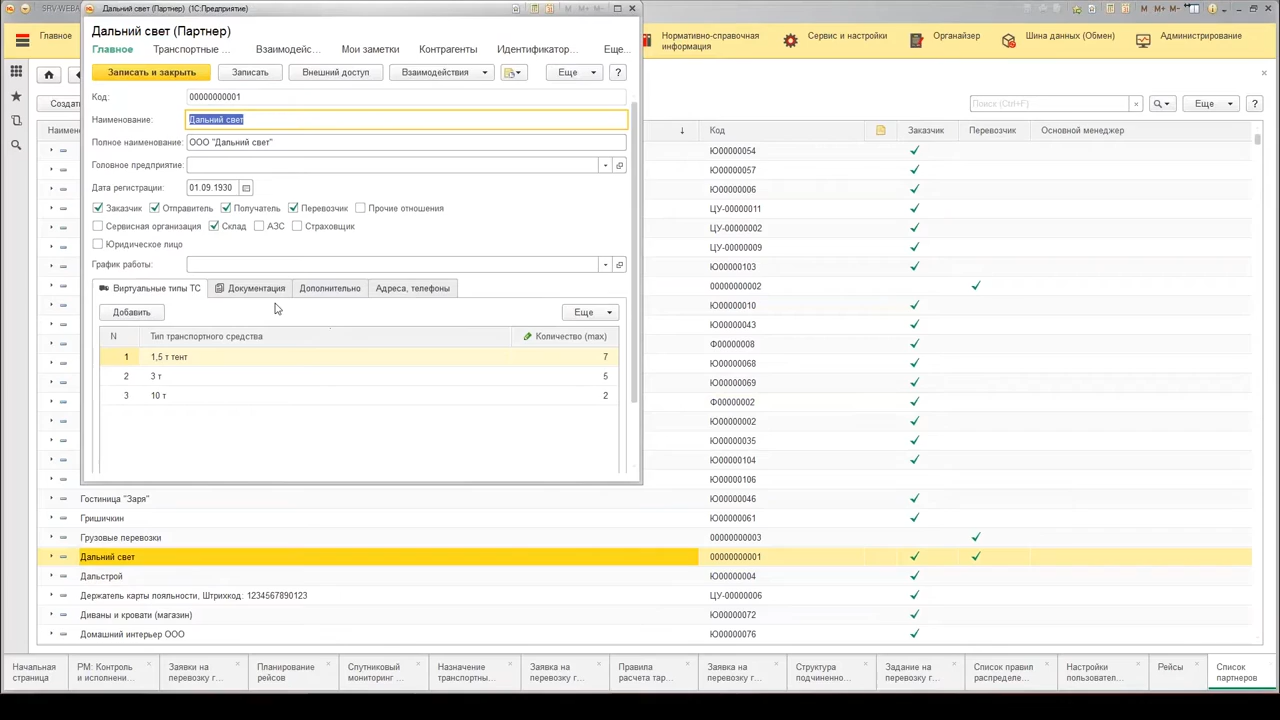 SRV-WEBA
Дальний свет (Партнер) (1С:Предприятие)
M M+ M-
M M+ M-
Главное
Нормативно-справочная
информация
Сервис и настройки
Органайзер
Шина данных (Обмен)
Администрирование
Дальний свет (Партнер)
Главное
Транспортные ...
Взаимодейс...
Мои заметки
Контрагенты
Идентификатор...
Еще...
Записать и закрыть
Записать
Внешний доступ
Взаимодействия
Еще
?
Код:
00000000001
Создать
Поиск (Ctrl+F)
×
Еще
?
Наименование:
Дальний свет
Полное наименование:
ООО "Дальний свет"
Головное предприятие:
Дата регистрации:
01.09.1930
Заказчик
Отправитель
Получатель
Перевозчик
Прочие отношения
Сервисная организация
Склад
АЗС
Страховщик
Юридическое лицо
График работы:
Виртуальные типы ТС
Документация
Дополнительно
Адреса, телефоны
Добавить
Еще
N
Тип транспортного средства
Количество (max)
1
1,5 т тент
7
2
3 т
5
3
10 т
2
Наимено
Код
Заказчик
Перевозчик
Основной менеджер
Ю00000054
Ю00000057
Ю00000006
ЦУ-00000011
ЦУ-00000002
ЦУ-00000009
Ю00000103
00000000002
Ю00000010
Ю00000043
Ф00000008
Ю00000068
Ю00000069
Ф00000002
Ю00000002
Ю00000035
Ю00000104
Ю00000106
Гостиница "Заря"
Ю00000046
Гришичкин
Ю00000061
Грузовые перевозки
00000000003
Дальний свет
00000000001
Дальстрой
Ю00000004
Держатель карты лояльности, Штрихкод: 1234567890123
ЦУ-00000006
Диваны и кровати (магазин)
Ю00000072
Домашний интерьер ООО
Ю00000076
Начальная
страница
РМ: Контроль
и исполнени...
Заявки на
перевозку г...
Планирование
рейсов
Спутниковый
мониторинг ...
Назначение
транспортны...
Заявка на
перевозку г...
Правила
расчета тар...
Заявка на
перевозку г...
Структура
подчиненно...
Задание на
перевозку г...
Список правил
распределе...
Настройки
пользовател...
Рейсы
Список
партнеров